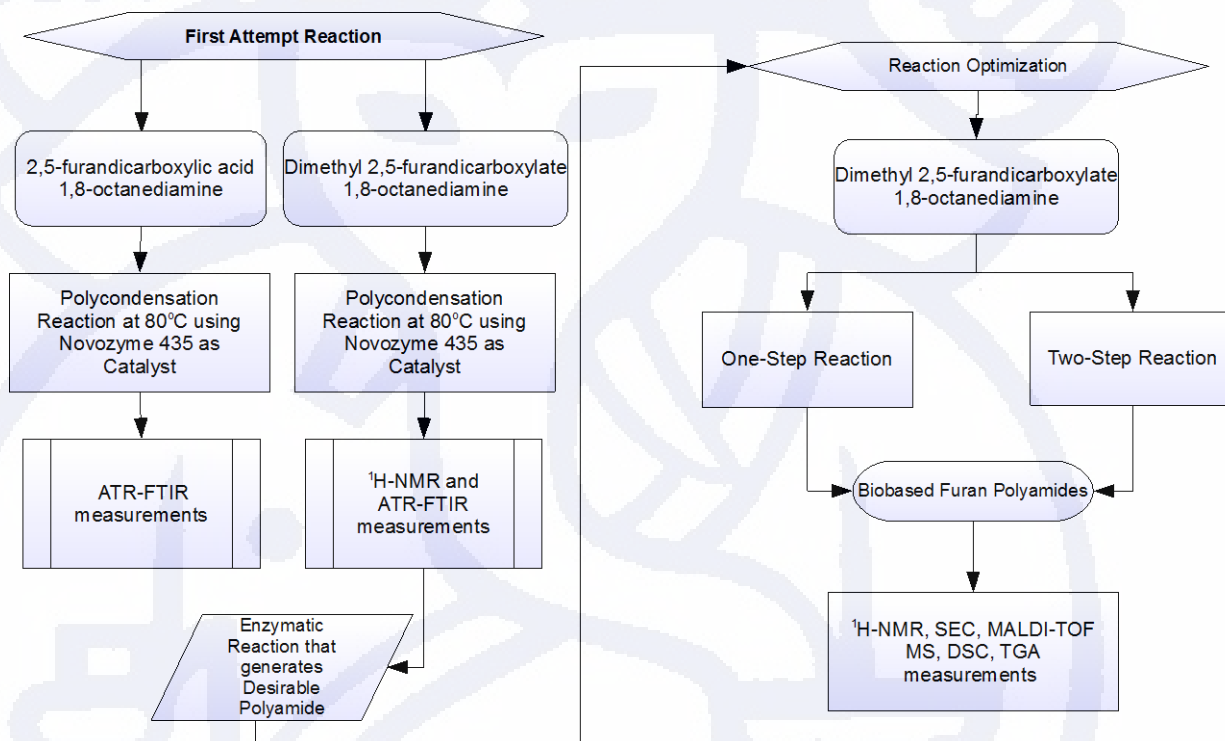 First Attempt Reaction
2,5-furandicarboxylic acid
1,8-octanediamine
Dimethyl 2,5-furandicarboxylate
1,8-octanediamine
Polycondensation
Reaction at 80°C using
Novozyme 435 as
Catalyst
Polycondensation
Reaction at 80°C using
Novozyme 435 as
Catalyst
ATR-FTIR
measurements
¹H-NMR and
ATR-FTIR
measurements
Enzymatic
Reaction that
generates
Desirable
Polyamide
Reaction Optimization
Dimethyl 2,5-furandicarboxylate
1,8-octanediamine
One-Step Reaction
Two-Step Reaction
Biobased Furan Polyamides
¹H-NMR, SEC, MALDI-TOF
MS, DSC, TGA
measurements